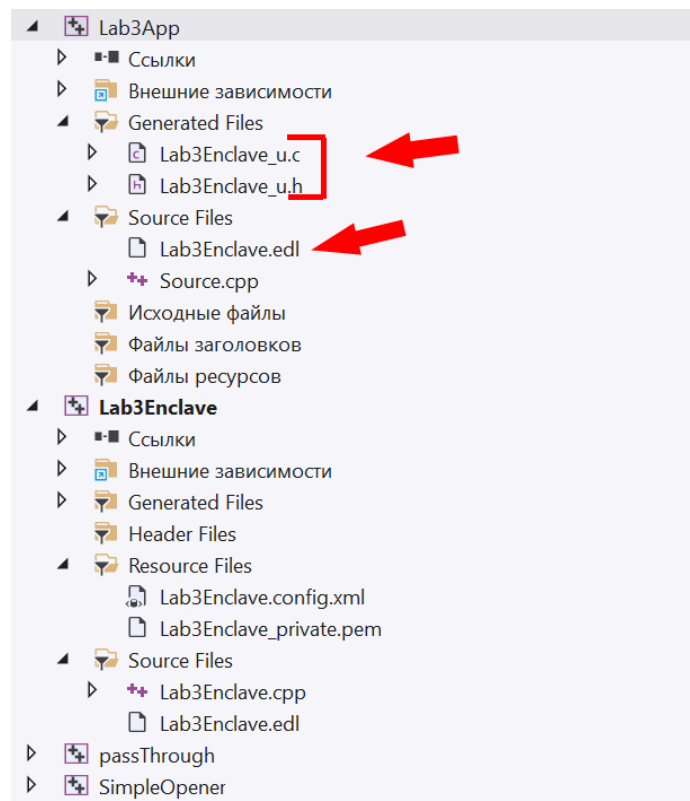 Lab3App
Ссылки
Внешние зависимости
Generated Files
Lab3Enclave_u.c
Lab3Enclave_u.h
Source Files
Lab3Enclave.edl
Source.cpp
Исходные файлы
Файлы заголовков
Файлы ресурсов
Lab3Enclave
Ссылки
Внешние зависимости
Generated Files
Header Files
Resource Files
Lab3Enclave.config.xml
Lab3Enclave_private.pem
Source Files
Lab3Enclave.cpp
Lab3Enclave.edl
passThrough
SimpleOpener